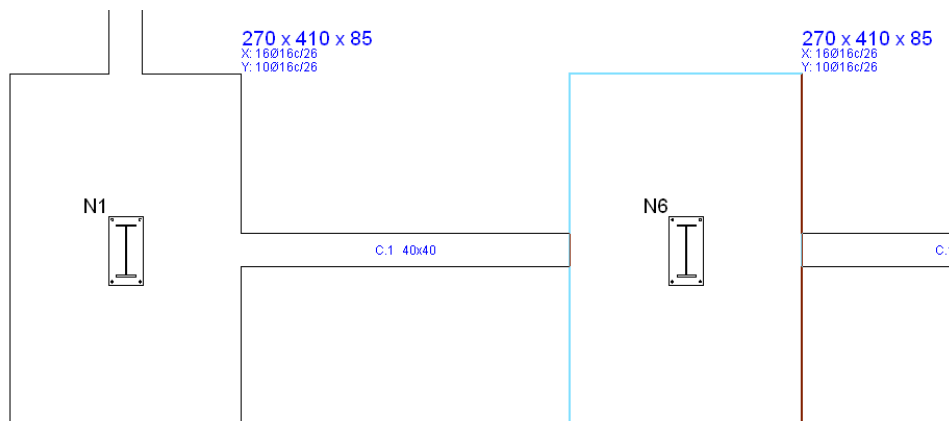 270 x 410 x 85
X: 16Ø16c/26
Y: 10Ø16c/26
270 x 410 x 85
X: 16Ø16c/26
Y: 10Ø16c/26
N1
N6
C.1 40x40
C.